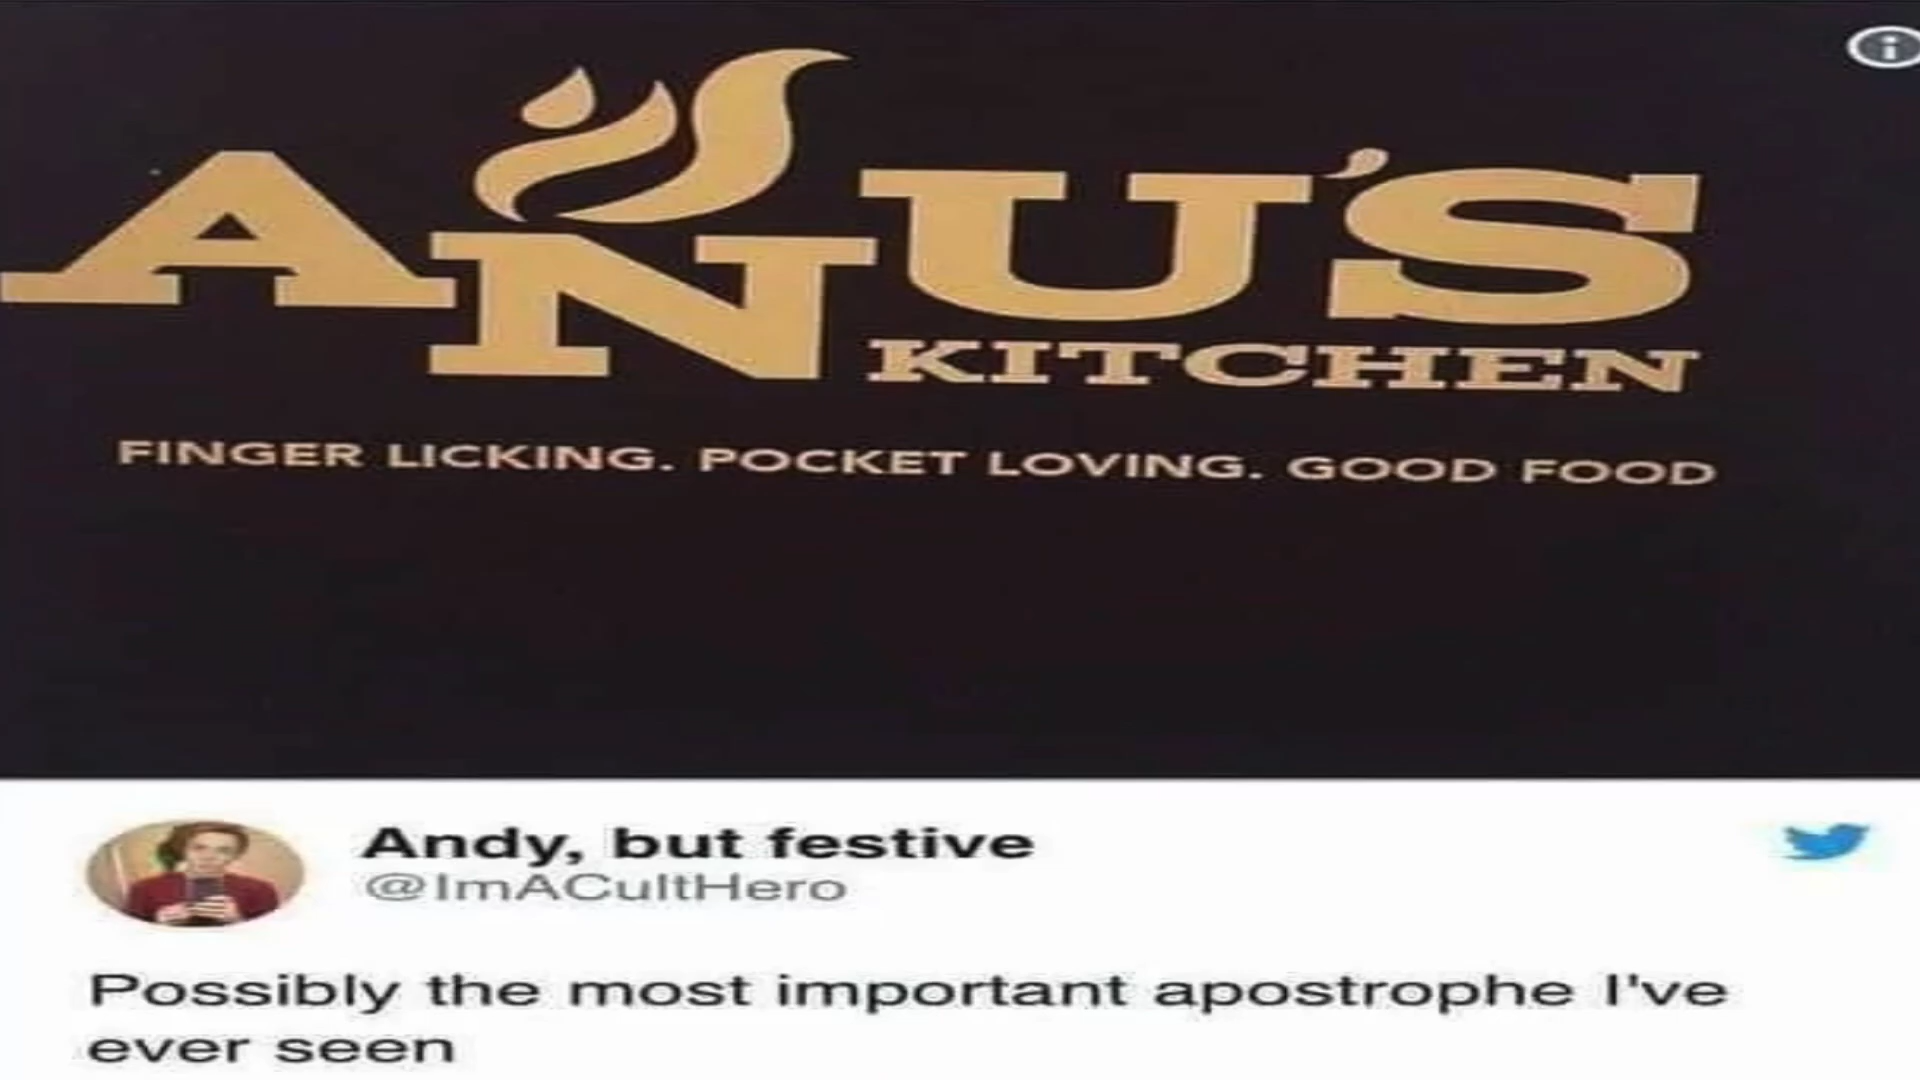 ANU'S
KITCHEN
FINGER LICKING. POCKET LOVING. GOOD FOOD
Andy, but festive
@ImACultHero
Possibly the most important apostrophe I've
ever seen